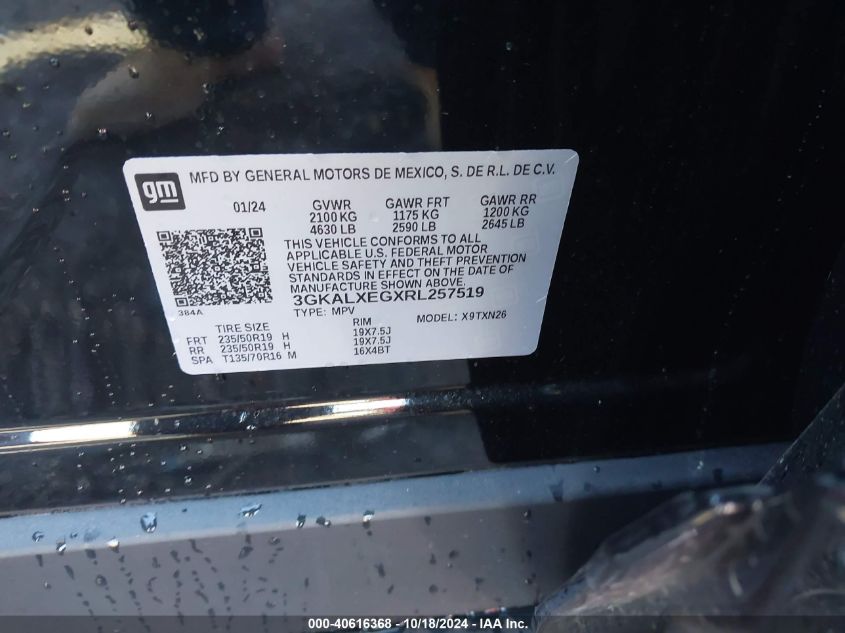 gm
MFD BY GENERAL MOTORS DE MEXICO, S. DE R.L. DE C.V.
01/24
GVWR GAWR FRT GAWR RR
2100 KG 1175 KG 1200 KG
4630 LB 2590 LB 2645 LB
THIS VEHICLE CONFORMS TO ALL
APPLICABLE U.S. FEDERAL MOTOR
VEHICLE SAFETY AND THEFT PREVENTION
STANDARDS IN EFFECT ON THE DATE OF
MANUFACTURE SHOWN ABOVE.
384A
3GKALXEGXRL257519
TYPE: MPV MODEL: X9TXN26
TIRE SIZE RIM
FRT 235/50R19 H 19X7.5J
RR 235/50R19 H 19X7.5J
SPA T135/70R16 M 16X4BT
000-40616368 - 10/18/2024 - IAA Inc.